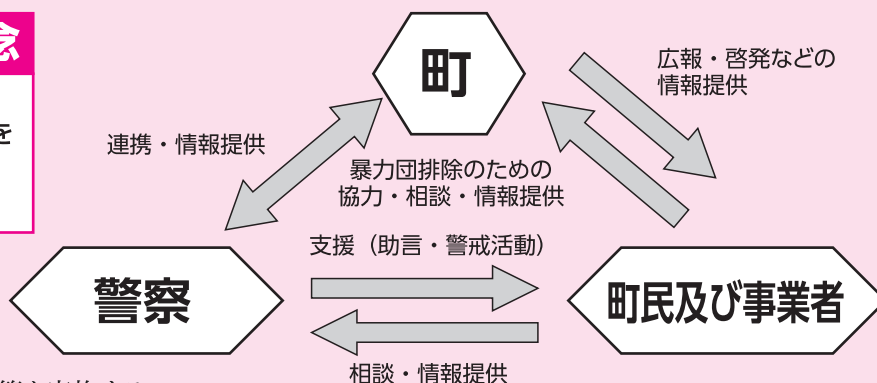 念
を
町
広報・啓発などの
情報提供
連携・情報提供
暴力団排除のための
協力・相談・情報提供
支援（助言・警戒活動）
警察
町民及び事業者
相談・情報提供